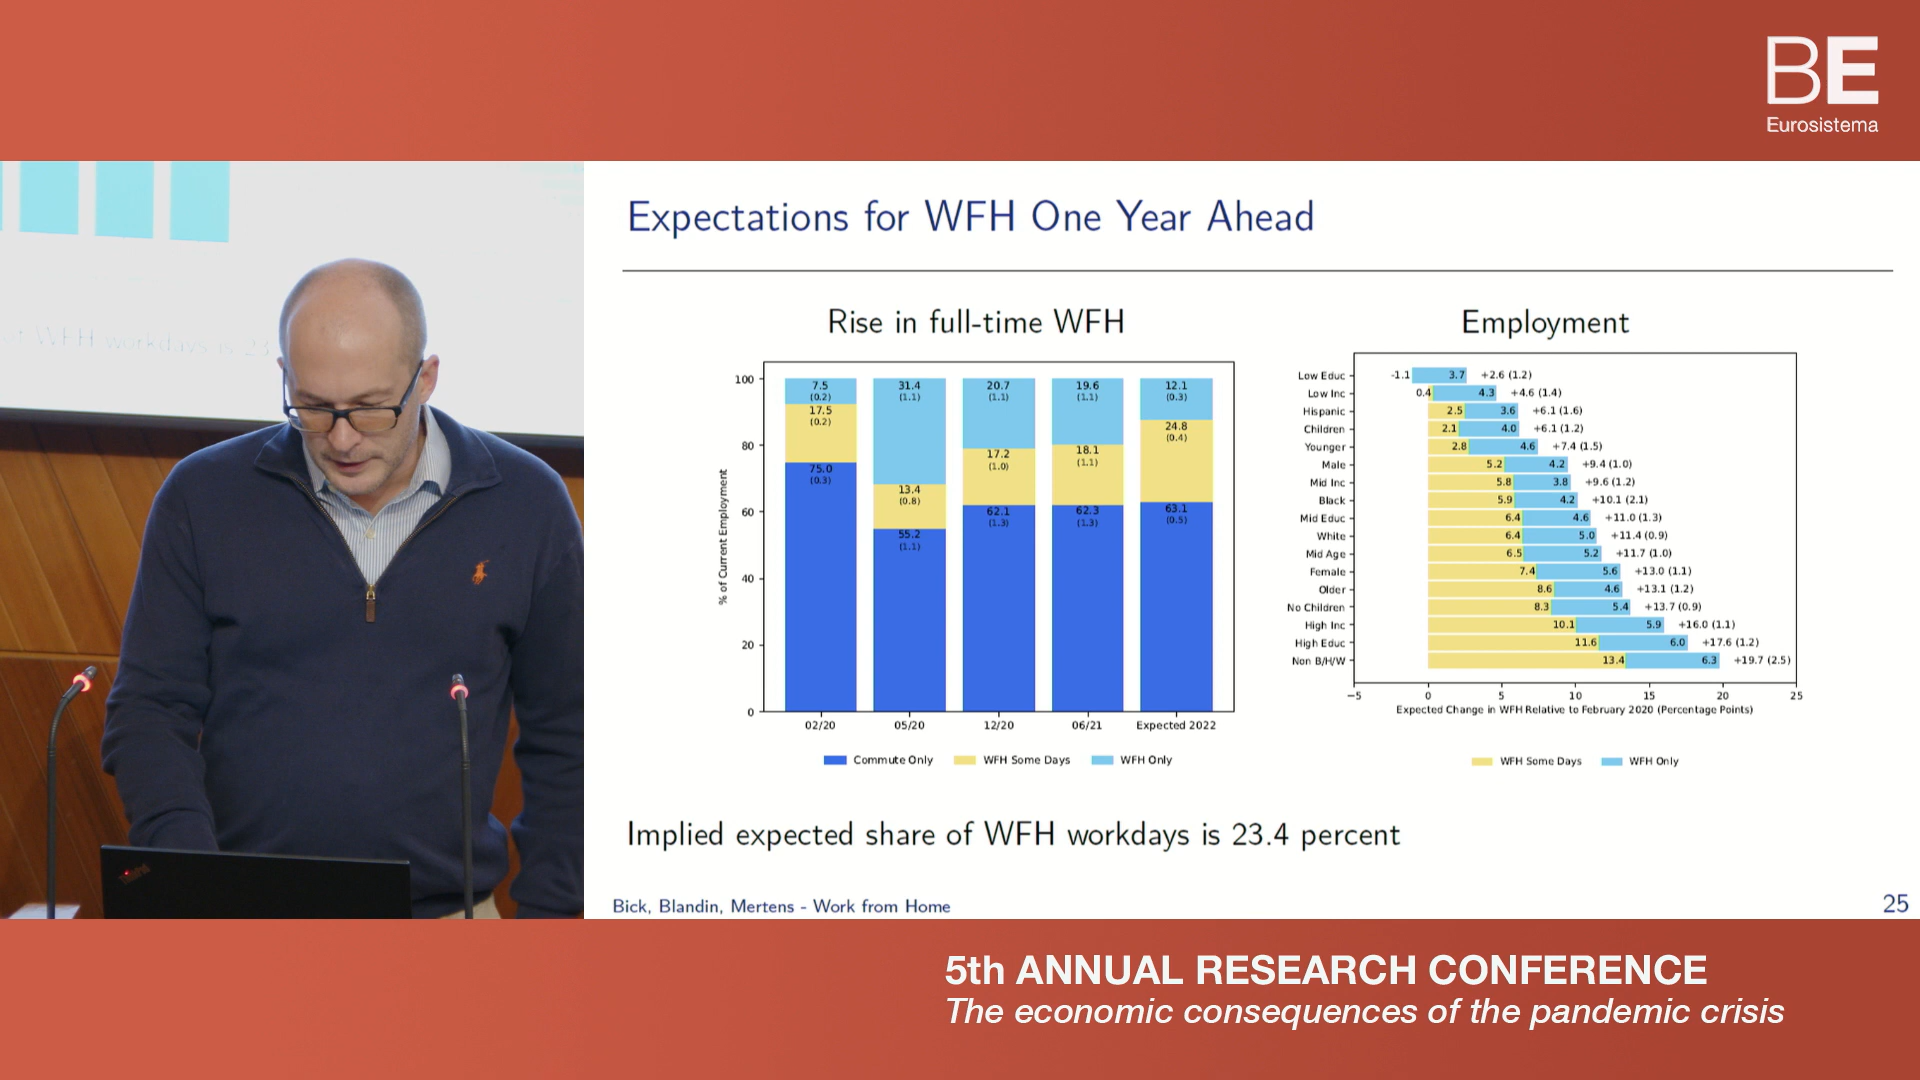 BE
Eurosistema
of WFH workdays is 23
Expectations for WFH One Year Ahead
Rise in full-time WFH
Employment
% of Current Employment
100
80
60
40
20
0
7.5
(0.2)
17.5
(0.2)
75.0
(0.3)
31.4
(1.1)
13.4
(0.8)
55.2
(1.1)
20.7
(1.1)
17.2
(1.0)
62.1
(1.3)
19.6
(1.1)
18.1
(1.1)
62.3
(1.3)
12.1
(0.3)
24.8
(0.4)
63.1
(0.5)
02/20 05/20 12/20 06/21 Expected 2022
Commute Only WFH Some Days WFH Only
Low Educ -1.1 3.7 +2.6 (1.2)
Low Inc 0.4 4.3 +4.6 (1.4)
Hispanic 2.5 3.6 +6.1 (1.6)
Children 2.1 4.0 +6.1 (1.2)
Younger 2.8 4.6 +7.4 (1.5)
Male 5.2 4.2 +9.4 (1.0)
Mid Inc 5.8 3.8 +9.6 (1.2)
Black 5.9 4.2 +10.1 (2.1)
Mid Educ 6.4 4.6 +11.0 (1.3)
White 6.4 5.0 +11.4 (0.9)
Mid Age 6.5 5.2 +11.7 (1.0)
Female 7.4 5.6 +13.0 (1.1)
Older 8.6 4.6 +13.1 (1.2)
No Children 8.3 5.4 +13.7 (0.9)
High Inc 10.1 5.9 +16.0 (1.1)
High Educ 11.6 6.0 +17.6 (1.2)
Non B/H/W 13.4 6.3 +19.7 (2.5)
−5 0 5 10 15 20 25
Expected Change in WFH Relative to February 2020 (Percentage Points)
WFH Some Days WFH Only
Implied expected share of WFH workdays is 23.4 percent
Bick, Blandin, Mertens - Work from Home
25
5th ANNUAL RESEARCH CONFERENCE
The economic consequences of the pandemic crisis